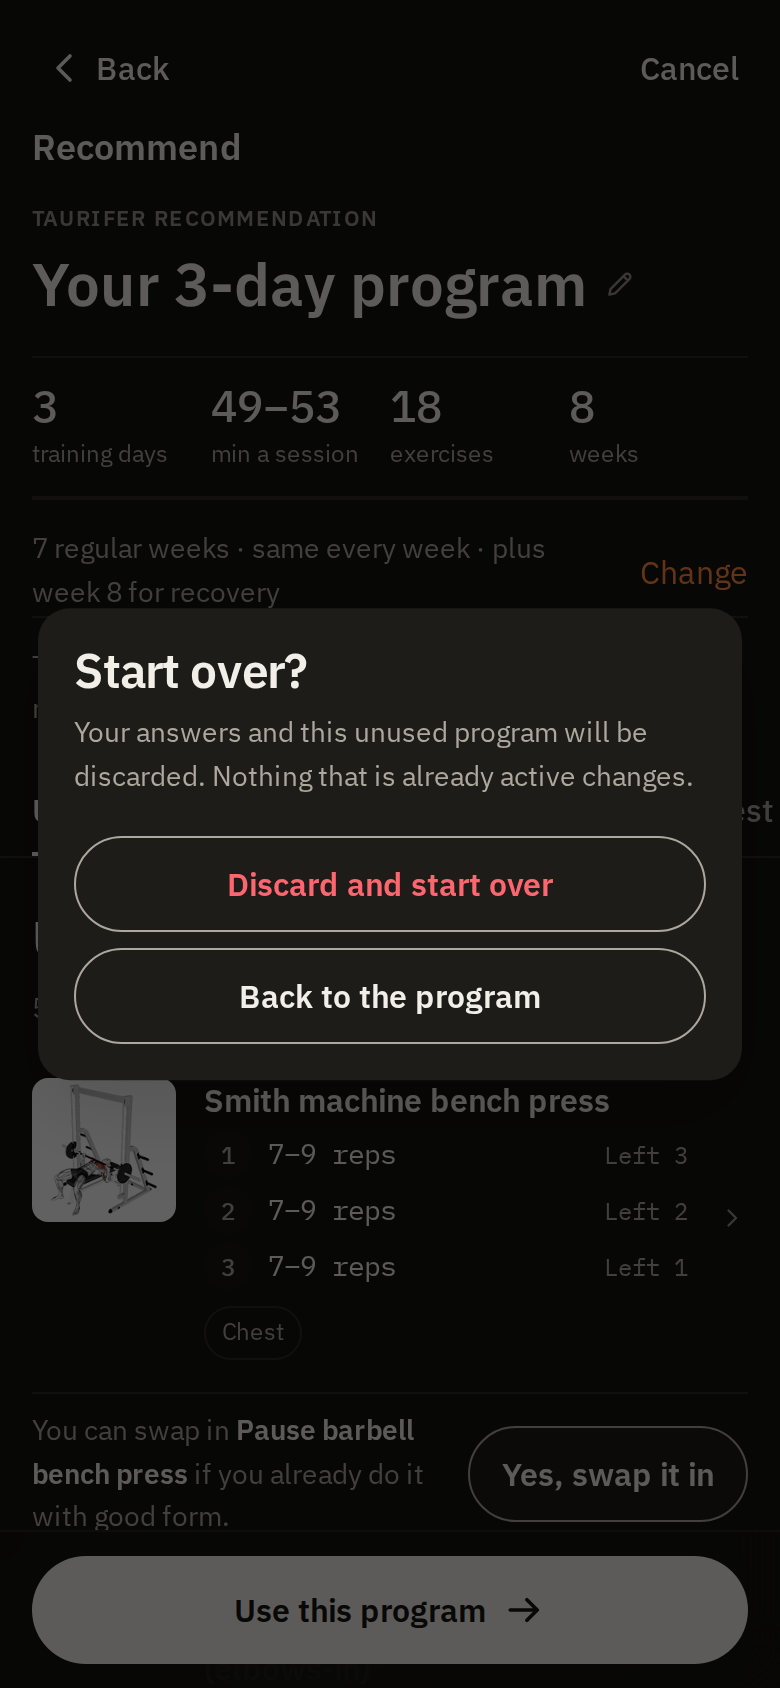 Back
Cancel
Recommend
TAURIFER RECOMMENDATION
Your 3-day program
3
49–53
18
8
training days
min a session
exercises
weeks
7 regular weeks · same every week · plus
week 8 for recovery
Change
Start over?
Your answers and this unused program will be
discarded. Nothing that is already active changes.
Discard and start over
Back to the program
Smith machine bench press
1 7–9 reps Left 3
2 7–9 reps Left 2
3 7–9 reps Left 1
Chest
You can swap in Pause barbell
bench press if you already do it
with good form.
Yes, swap it in
Use this program